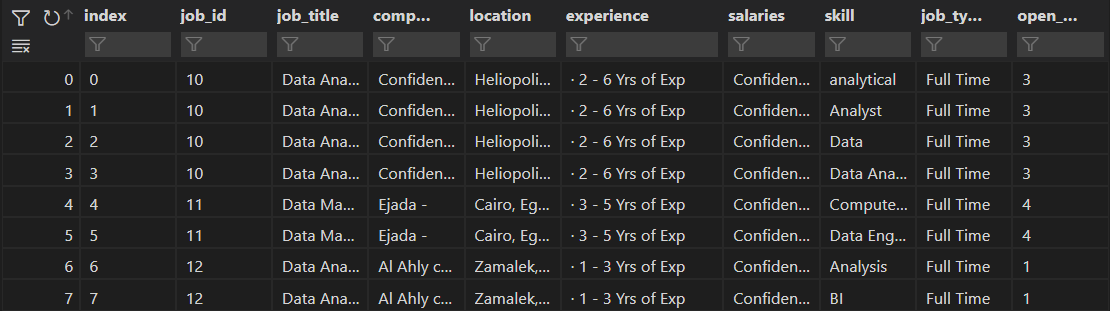 index job_id job_title comp... location experience salaries skill job_ty... open_...
0 0 10 Data Ana... Confiden... Heliopoli... · 2 - 6 Yrs of Exp Confiden... analytical Full Time 3
1 1 10 Data Ana... Confiden... Heliopoli... · 2 - 6 Yrs of Exp Confiden... Analyst Full Time 3
2 2 10 Data Ana... Confiden... Heliopoli... · 2 - 6 Yrs of Exp Confiden... Data Full Time 3
3 3 10 Data Ana... Confiden... Heliopoli... · 2 - 6 Yrs of Exp Confiden... Data Ana... Full Time 3
4 4 11 Data Ma... Ejada - Cairo, Eg... · 3 - 5 Yrs of Exp Confiden... Compute... Full Time 4
5 5 11 Data Ma... Ejada - Cairo, Eg... · 3 - 5 Yrs of Exp Confiden... Data Eng... Full Time 4
6 6 12 Data Ana... Al Ahly c... Zamalek,... · 1 - 3 Yrs of Exp Confiden... Analysis Full Time 1
7 7 12 Data Ana... Al Ahly c... Zamalek,... · 1 - 3 Yrs of Exp Confiden... BI Full Time 1